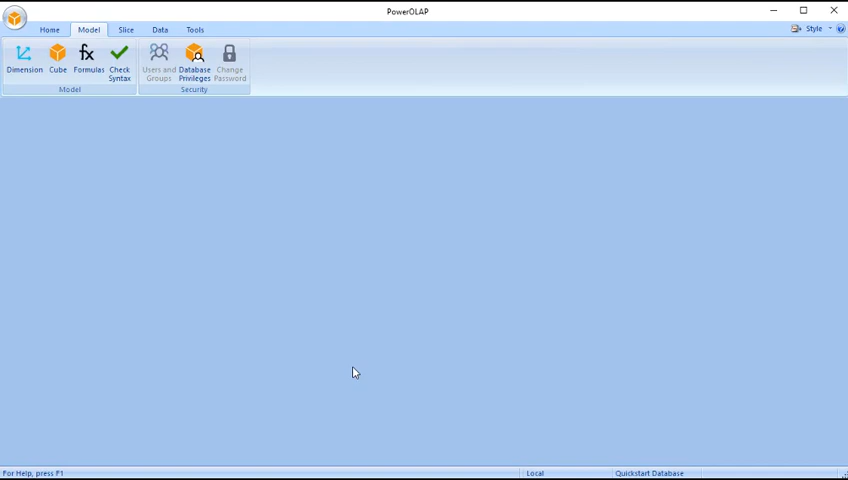 PowerOLAP
Home Model Slice Data Tools Style
Dimension Cube Formulas Check Syntax Users and Groups Database Privileges Change Password
Model Security
For Help, press F1 Local Quickstart Database